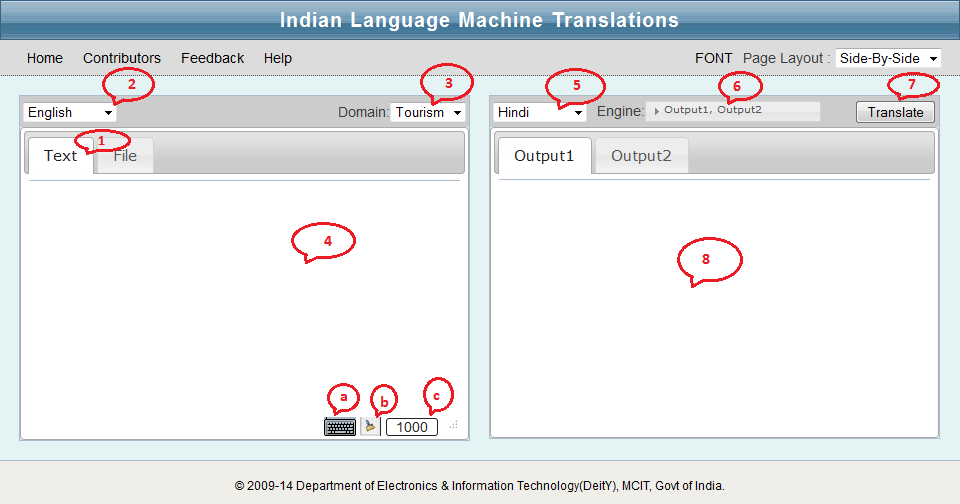 Indian Language Machine Translations
Home Contributors Feedback Help FONT Page Layout : Side-By-Side
2 3 5 6 7
English Domain: Tourism Hindi Engine: Output1, Output2 Translate
1
Text File Output1 Output2
4 8
a b c
1000
© 2009-14 Department of Electronics & Information Technology(DeitY), MCIT, Govt of India.